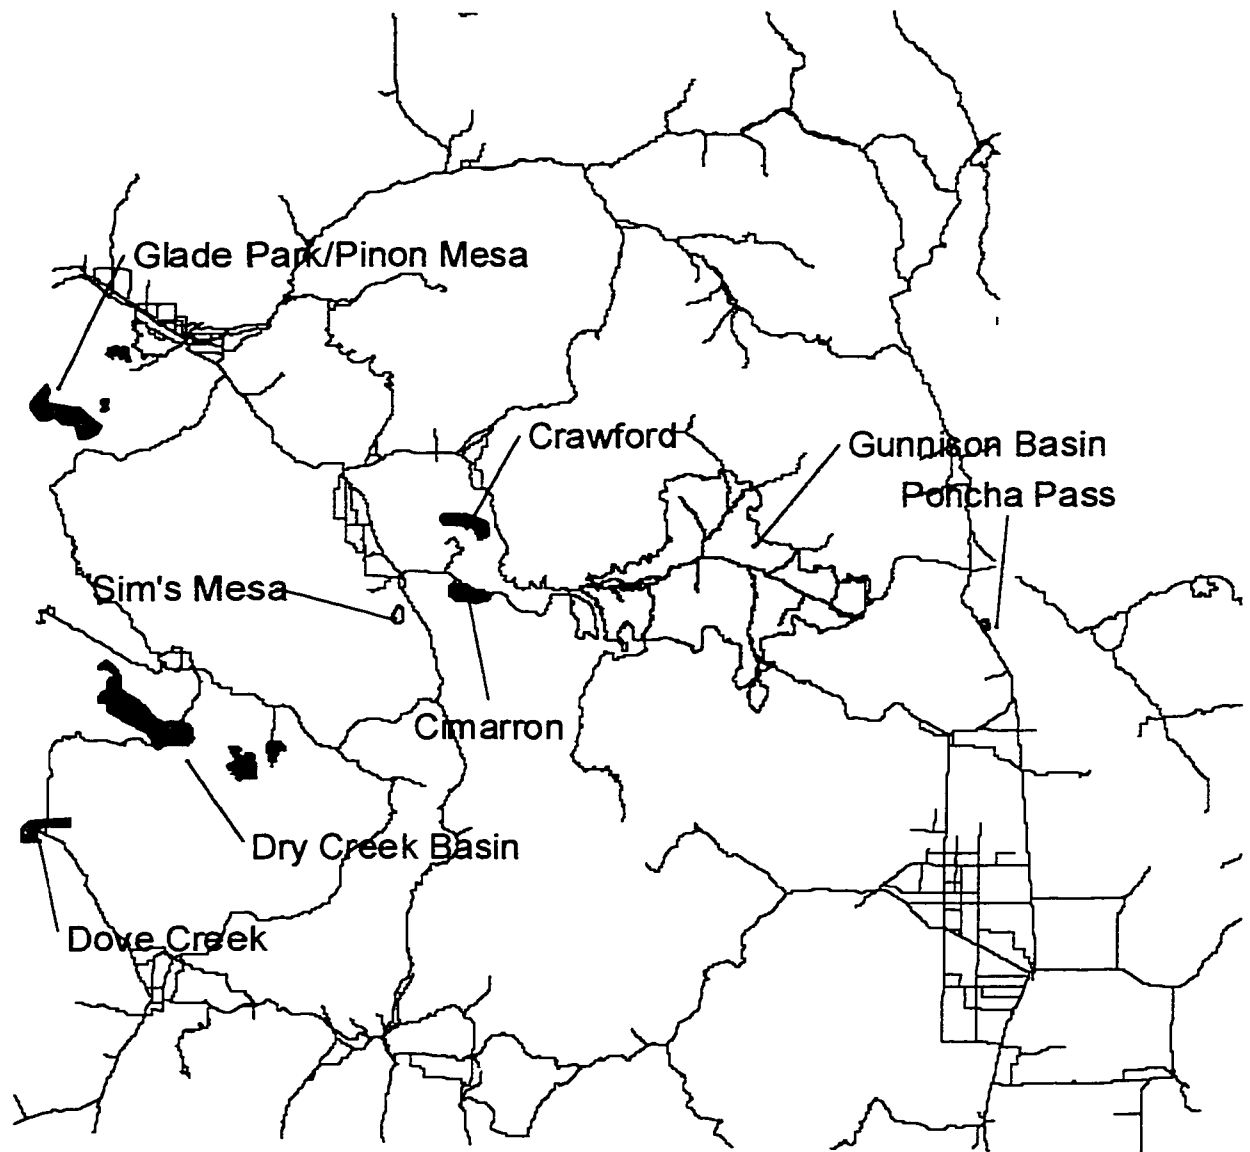 Glade Park/Pinon Mesa
Crawford
Gunnison Basin
Poncha Pass
Sim's Mesa
Cimarron
Dry Creek Basin
Dove Creek